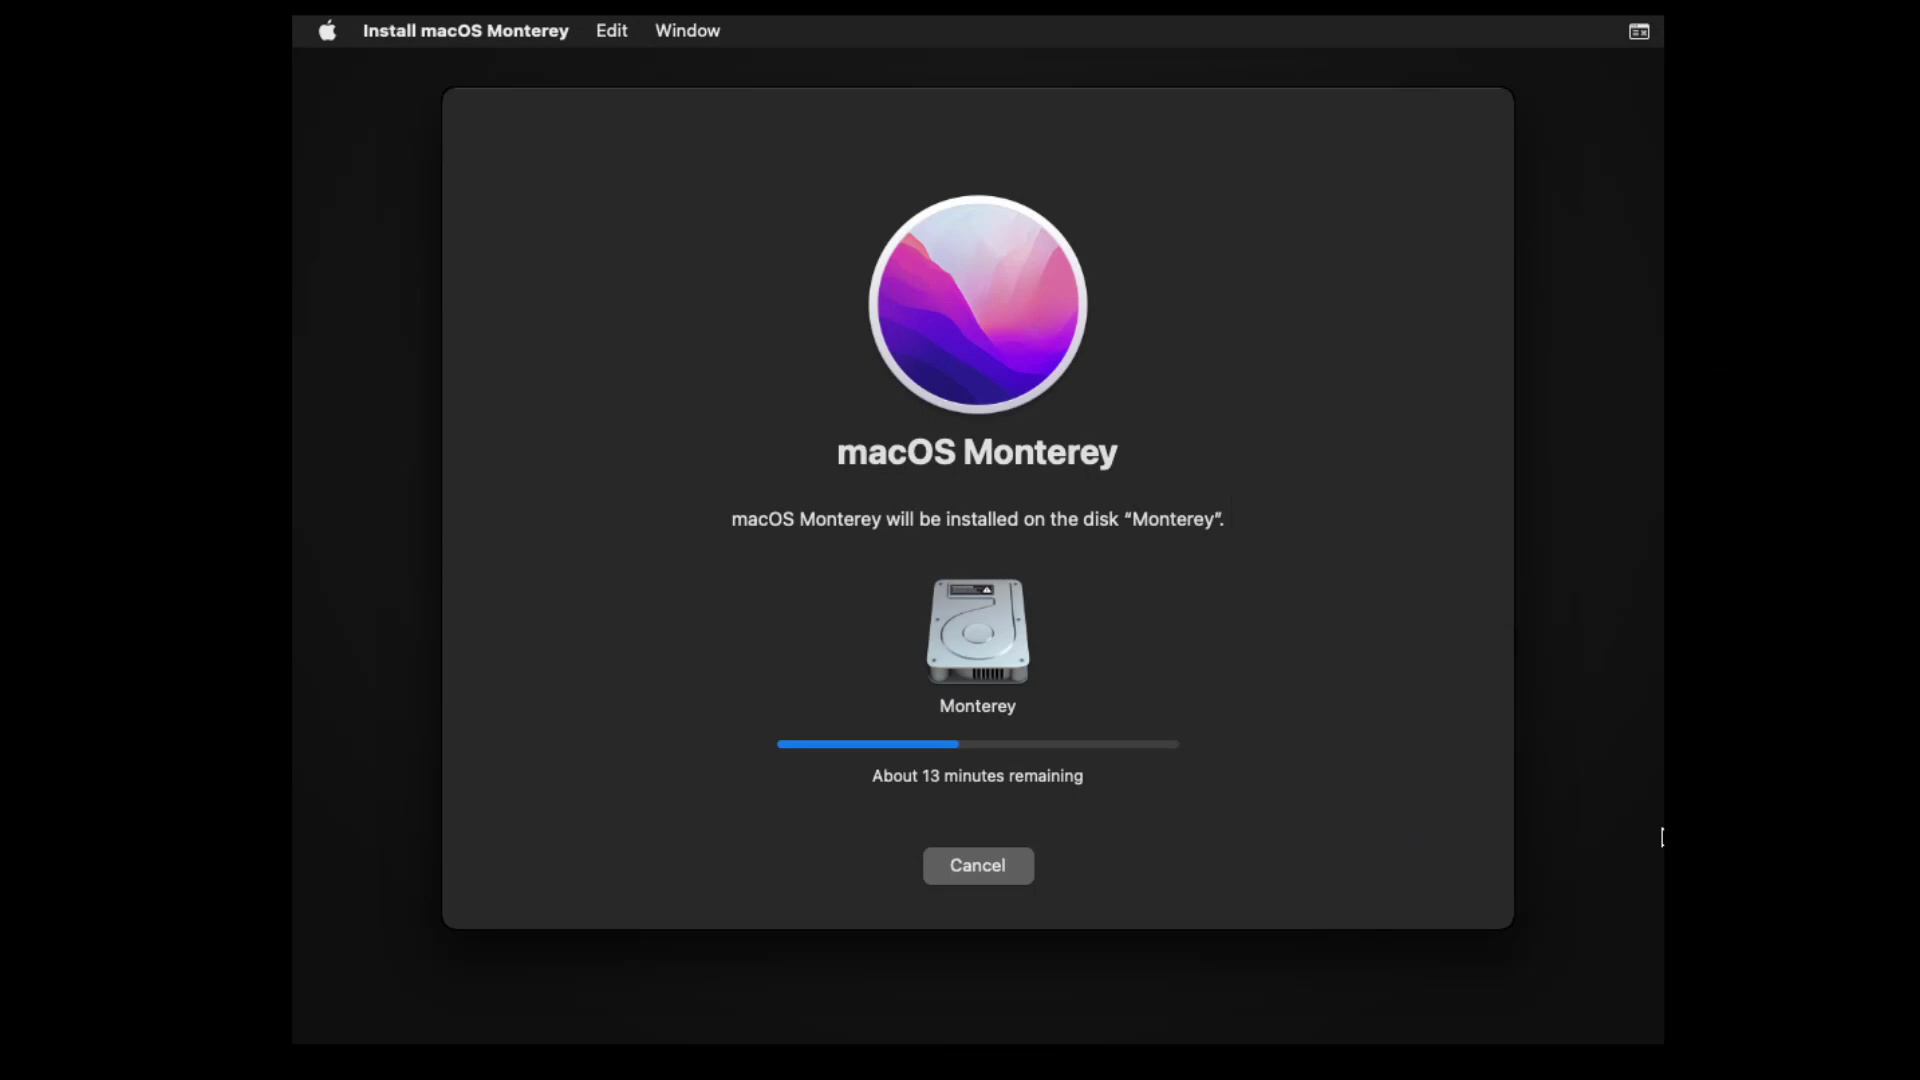 Install macOS Monterey Edit Window
macOS Monterey
macOS Monterey will be installed on the disk “Monterey”.
Monterey
About 13 minutes remaining
Cancel